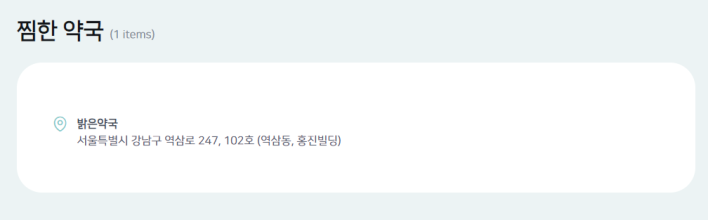 찜한 약국 (1 items)
밝은약국
서울특별시 강남구 역삼로 247, 102호 (역삼동, 홍진빌딩)